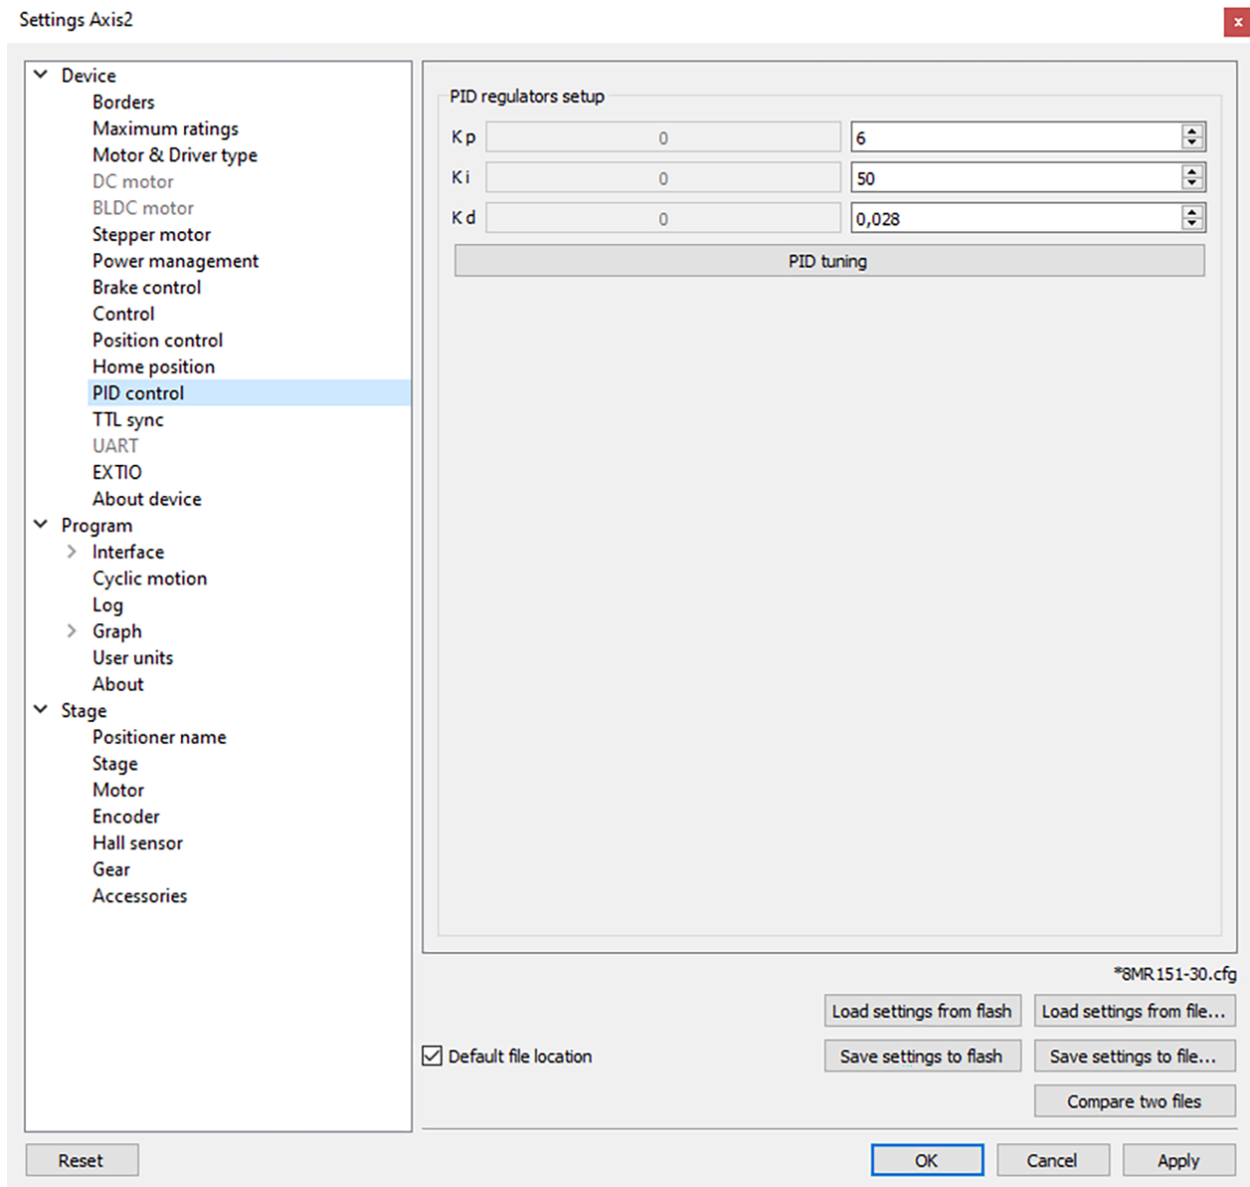 Settings Axis2
x
Device
Borders
Maximum ratings
Motor & Driver type
DC motor
BLDC motor
Stepper motor
Power management
Brake control
Control
Position control
Home position
PID control
TTL sync
UART
EXTIO
About device
Program
Interface
Cyclic motion
Log
Graph
User units
About
Stage
Positioner name
Stage
Motor
Encoder
Hall sensor
Gear
Accessories
PID regulators setup
Kp 0 6
Ki 0 50
Kd 0 0,028
PID tuning
*8MR151-30.cfg
Load settings from flash Load settings from file...
Default file location Save settings to flash Save settings to file...
Compare two files
Reset OK Cancel Apply